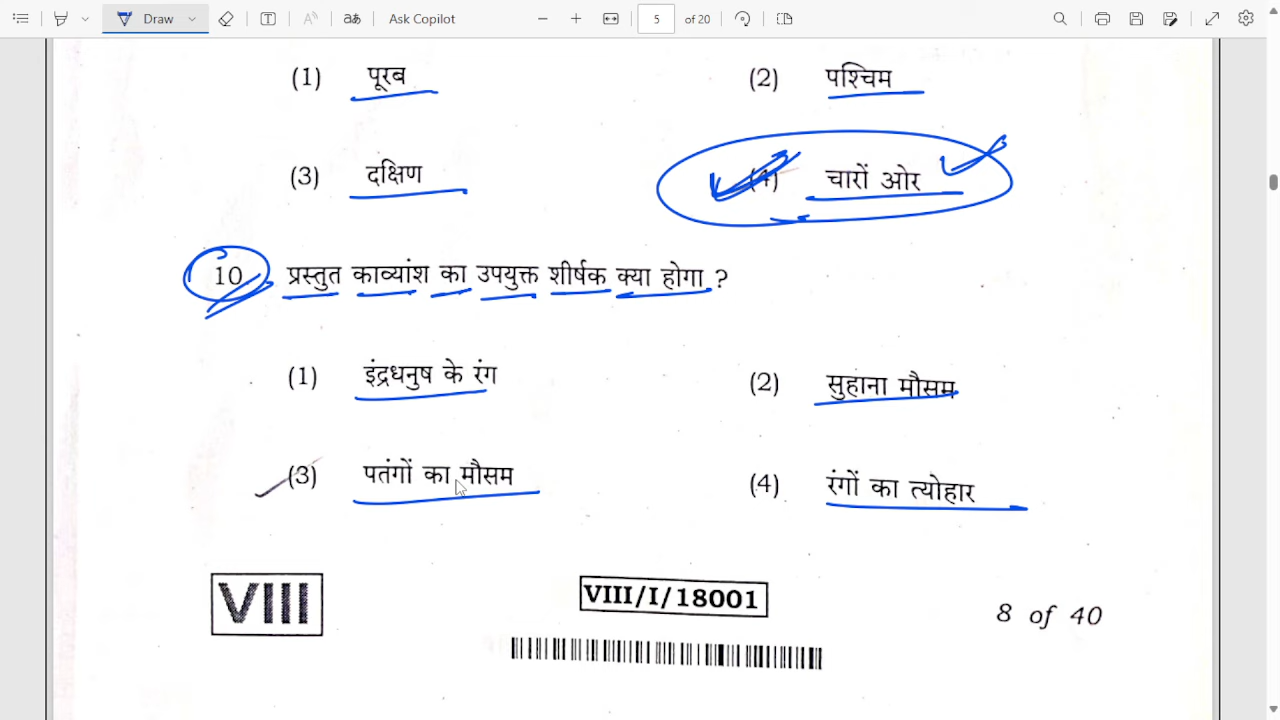 Draw
Ask Copilot
5 of 20
(1) पूरब (2) पश्चिम
(3) दक्षिण (4) चारों ओर
10 प्रस्तुत काव्यांश का उपयुक्त शीर्षक क्या होगा ?
(1) इंद्रधनुष के रंग (2) सुहाना मौसम
(3) पतंगों का मौसम (4) रंगों का त्योहार
VIII
VIII/I/18001
8 of 40